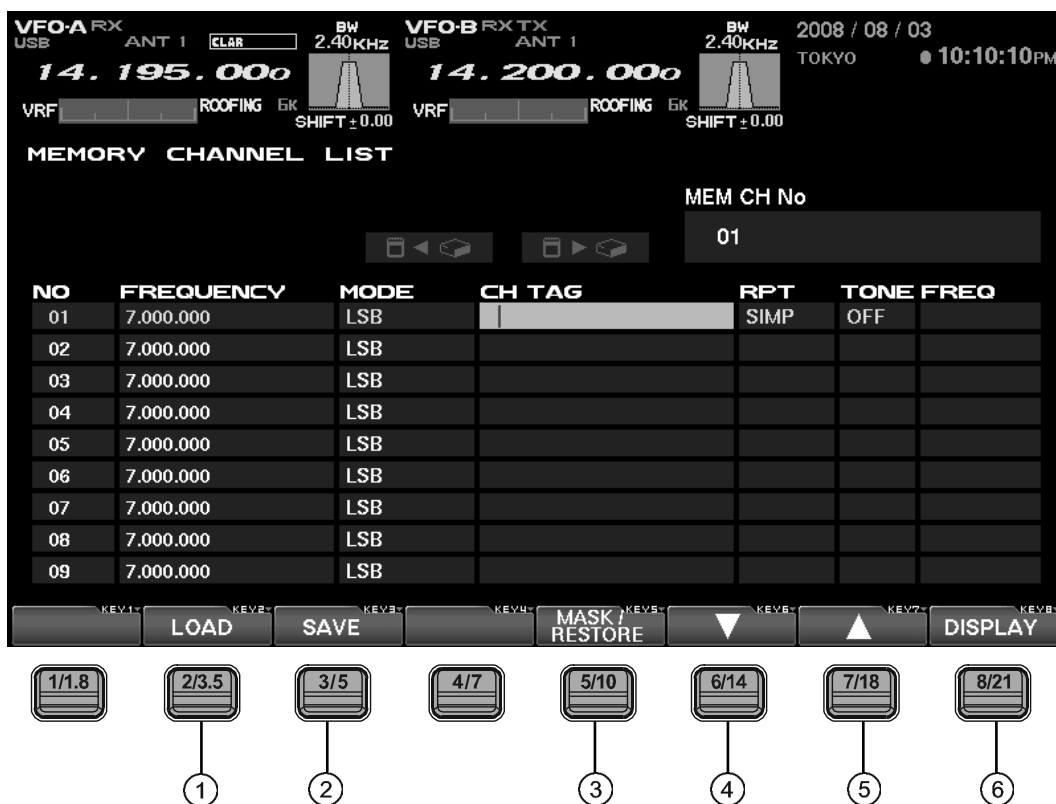 VFO-A RX BW VFO-B RX TX BW 2008 / 08 / 03
USB ANT 1 CLAR 2.40KHz USB ANT 1 2.40KHz TOKYO 10:10:10PM
14. 195. 000 14. 200. 000
VRF ROOFING 6K SHIFT±0.00 VRF ROOFING 6K SHIFT±0.00
MEMORY CHANNEL LIST
MEM CH No
01
NO FREQUENCY MODE CH TAG RPT TONE FREQ
01 7.000.000 LSB SIMP OFF
02 7.000.000 LSB
03 7.000.000 LSB
04 7.000.000 LSB
05 7.000.000 LSB
06 7.000.000 LSB
07 7.000.000 LSB
08 7.000.000 LSB
09 7.000.000 LSB
KEY1 KEY2 KEY3 KEY4 KEY5 KEY6 KEY7 KEY8
LOAD SAVE MASK / RESTORE ▼ ▲ DISPLAY
1/1.8 2/3.5 3/5 4/7 5/10 6/14 7/18 8/21
① ② ③ ④ ⑤ ⑥